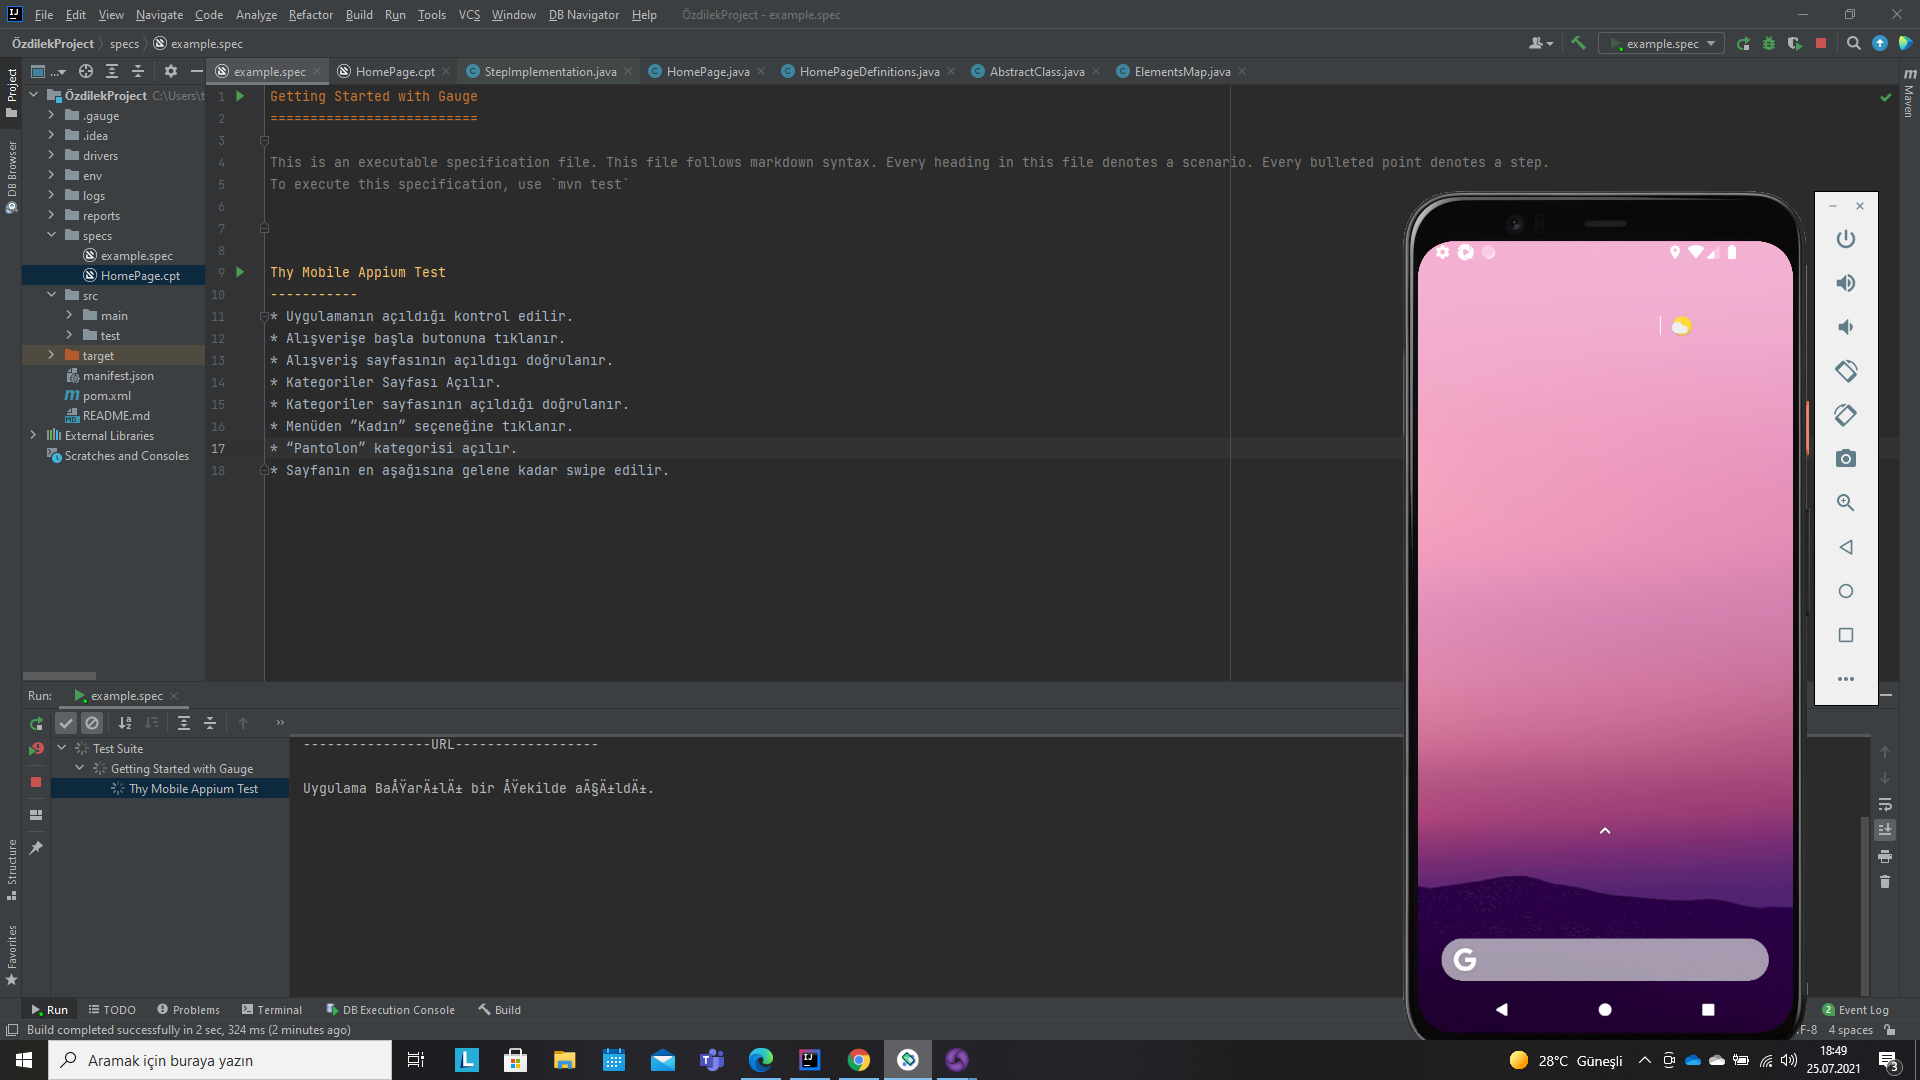 File Edit View Navigate Code Analyze Refactor Build Run Tools VCS Window DB Navigator Help ÖzdilekProject - example.spec
ÖzdilekProject specs example.spec
example.spec
Project
DB Browser
Structure
Favorites
Maven
...
example.spec HomePage.cpt StepImplementation.java HomePage.java HomePageDefinitions.java AbstractClass.java ElementsMap.java
ÖzdilekProject C:\Users\t
.gauge
.idea
drivers
env
logs
reports
specs
example.spec
HomePage.cpt
src
main
test
target
manifest.json
pom.xml
README.md
External Libraries
Scratches and Consoles
1 Getting Started with Gauge
2 ==========================
3
4 This is an executable specification file. This file follows markdown syntax. Every heading in this file denotes a scenario. Every bulleted point denotes a step.
5 To execute this specification, use `mvn test`
6
7
8
9 Thy Mobile Appium Test
10 -----------
11 * Uygulamanın açıldığı kontrol edilir.
12 * Alışverişe başla butonuna tıklanır.
13 * Alışveriş sayfasının açıldıgı doğrulanır.
14 * Kategoriler Sayfası Açılır.
15 * Kategoriler sayfasının açıldığı doğrulanır.
16 * Menüden ”Kadın” seçeneğine tıklanır.
17 * “Pantolon” kategorisi açılır.
18 * Sayfanın en aşağısına gelene kadar swipe edilir.
Run: example.spec
Test Suite
Getting Started with Gauge
Thy Mobile Appium Test
----------------URL------------------
Uygulama BaÅŸarÄ±lÄ± bir ÅŸekilde aÃ§Ä±ldÄ±.
G
Run TODO Problems Terminal DB Execution Console Build
2 Event Log
Build completed successfully in 2 sec, 324 ms (2 minutes ago)
F-8 4 spaces
Aramak için buraya yazın
28°C Güneşli
18:49
25.07.2021
3